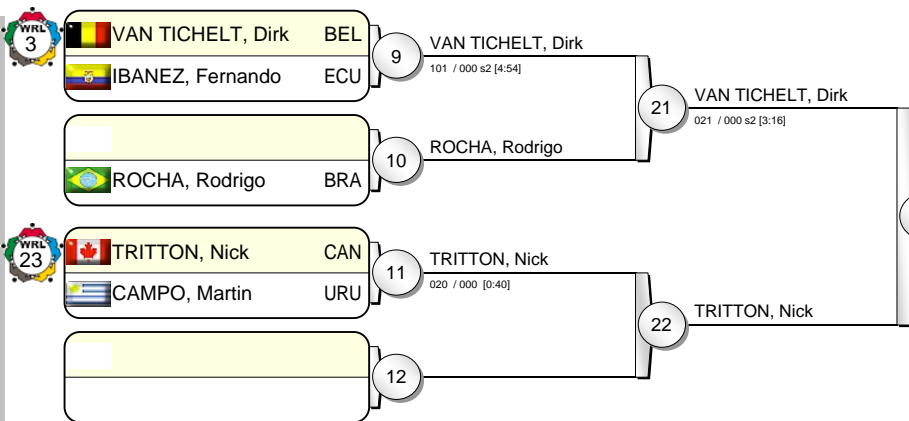 WRL
3
VAN TICHELT, Dirk BEL
IBANEZ, Fernando ECU
9
VAN TICHELT, Dirk
101 / 000 s2 [4:54]
21
VAN TICHELT, Dirk
021 / 000 s2 [3:16]
ROCHA, Rodrigo BRA
10
ROCHA, Rodrigo
WRL
23
TRITTON, Nick CAN
CAMPO, Martin URU
11
TRITTON, Nick
020 / 000 [0:40]
22
TRITTON, Nick
12